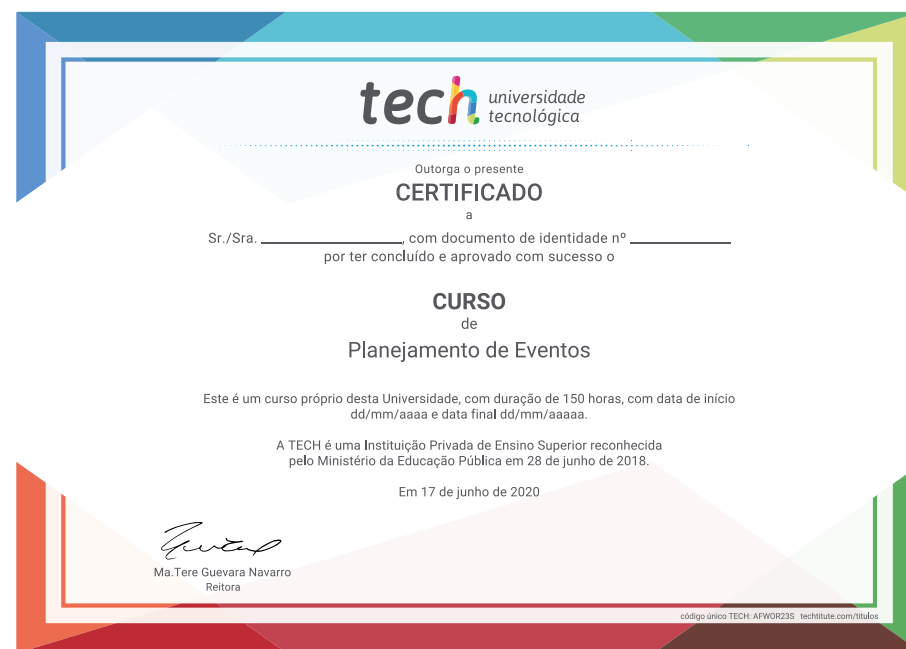 tech universidade
tecnológica
Outorga o presente
CERTIFICADO
a
Sr./Sra. ____________, com documento de identidade nº ____________
por ter concluído e aprovado com sucesso o
CURSO
de
Planejamento de Eventos
Este é um curso próprio desta Universidade, com duração de 150 horas, com data de início
dd/mm/aaaa e data final dd/mm/aaaaa.
A TECH é uma Instituição Privada de Ensino Superior reconhecida
pelo Ministério da Educação Pública em 28 de junho de 2018.
Em 17 de junho de 2020
Ma.Tere Guevara Navarro
Reitora
código único TECH: AFWOR23S techtitute.com/titulos